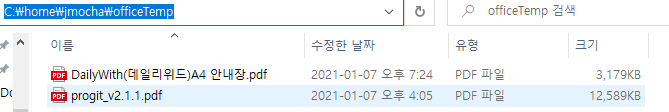 C:₩home₩jmocha₩officeTemp
officeTemp 검색
이름 수정한 날짜 유형 크기
DailyWith(데일리위드)A4 안내장.pdf 2021-01-07 오후 7:24 PDF 파일 3,179KB
progit_v2.1.1.pdf 2021-01-07 오후 4:05 PDF 파일 12,589KB